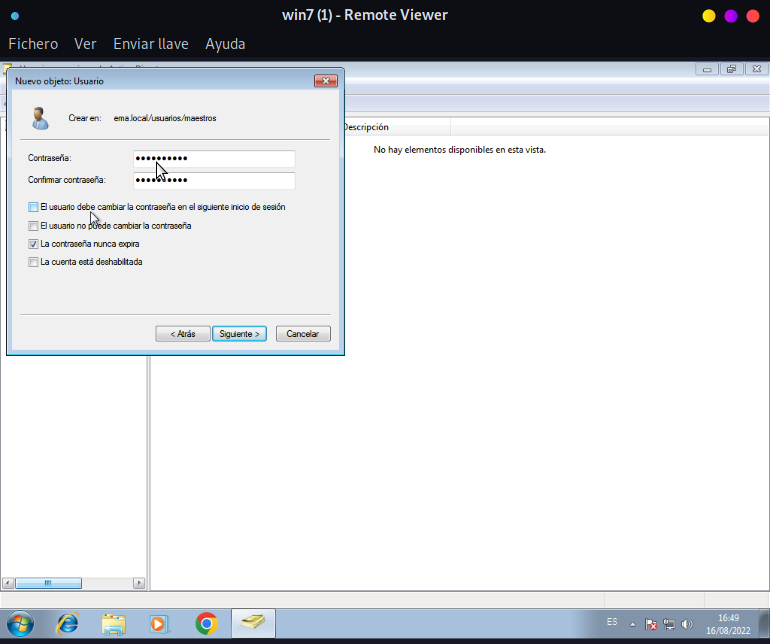 win7 (1) - Remote Viewer
Fichero Ver Enviar llave Ayuda
Nuevo objeto: Usuario
Crear en: ema.local/usuarios/maestros
Contraseña: ●●●●●●●●●●
Confirmar contraseña: ●●●●●●●●●●
El usuario debe cambiar la contraseña en el siguiente inicio de sesión
El usuario no puede cambiar la contraseña
La contraseña nunca expira
La cuenta está deshabilitada
< Atrás Siguiente > Cancelar
Descripción
No hay elementos disponibles en esta vista.
ES
16:49
16/08/2022